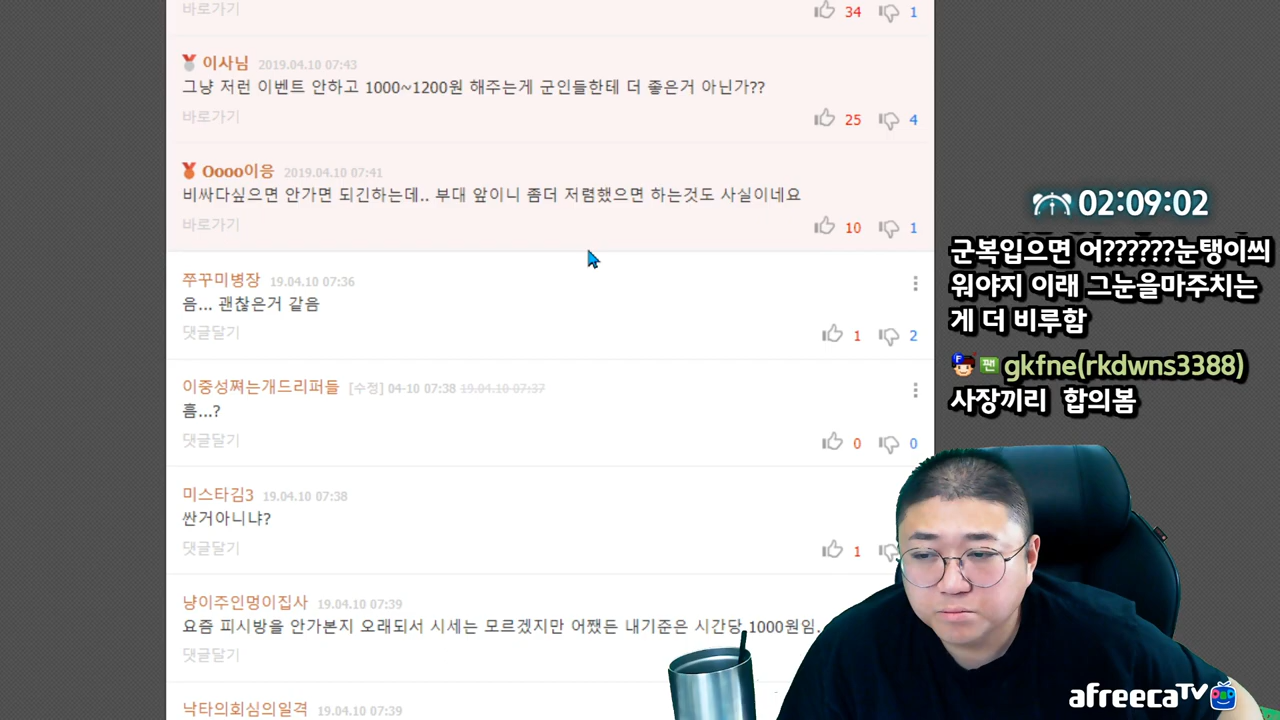 바로가기
34 1
이사님 2019.04.10 07:43
그냥 저런 이벤트 안하고 1000~1200원 해주는게 군인들한테 더 좋은거 아닌가??
바로가기
25 4
Oooo이응 2019.04.10 07:41
비싸다싶으면 안가면 되긴하는데.. 부대 앞이니 좀더 저렴했으면 하는것도 사실이네요
바로가기
10 1
쭈꾸미병장 19.04.10 07:36
음... 괜찮은거 같음
댓글달기
1 2
이중성쩌는개드리퍼들 [수정] 04-10 07:38 19.04.10 07:37
흠...?
댓글달기
0 0
미스타김3 19.04.10 07:38
싼거아니냐?
댓글달기
1
냥이주인멍이집사 19.04.10 07:39
요즘 피시방을 안가본지 오래되서 시세는 모르겠지만 어쨌든 내기준은 시간당 1000원임.
댓글달기
낙타의회심의일격 19.04.10 07:39
02:09:02
군복입으면 어??????눈탱이씌
워야지 이래 그눈을마주치는
게 더 비루함
F 팬 gkfne(rkdwns3388)
사장끼리 합의봄
afreecaTV